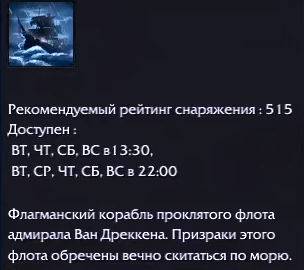 Рекомендуемый рейтинг снаряжения : 515
Доступен :
ВТ, ЧТ, СБ, ВС в13:30,
ВТ, СР, ЧТ, СБ, ВС в 22:00
Флагманский корабль проклятого флота
адмирала Ван Дреккена. Призраки этого
флота обречены вечно скитаться по морю.